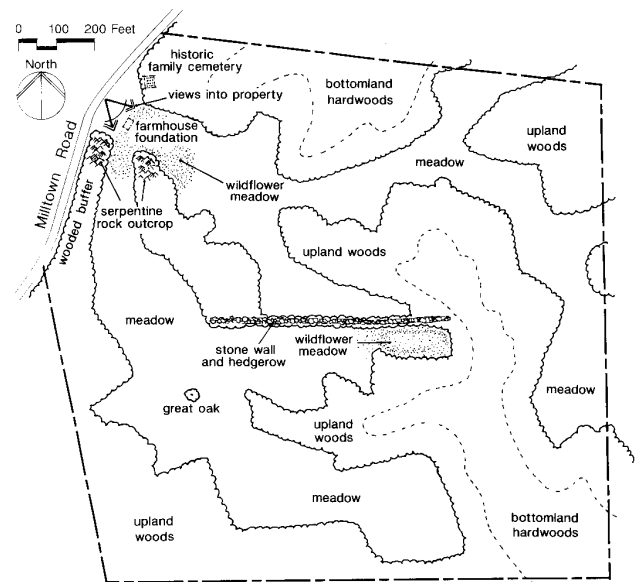 0 100 200 Feet
North
historic
family cemetery
views into property
farmhouse
foundation
bottomland
hardwoods
upland
woods
meadow
wildflower
meadow
serpentine
rock outcrop
Milltown Road
wooded buffer
upland woods
meadow
stone wall
and hedgerow
wildflower
meadow
great oak
meadow
upland
woods
meadow
upland
woods
bottomland
hardwoods